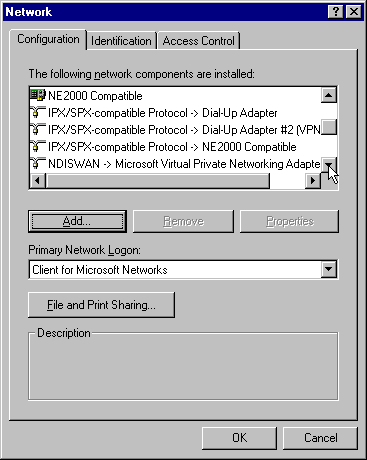 Network
Configuration Identification Access Control
The following network components are installed:
NE2000 Compatible
IPX/SPX-compatible Protocol -> Dial-Up Adapter
IPX/SPX-compatible Protocol -> Dial-Up Adapter #2 (VPN
IPX/SPX-compatible Protocol -> NE2000 Compatible
NDISWAN -> Microsoft Virtual Private Networking Adapte
Add... Remove Properties
Primary Network Logon:
Client for Microsoft Networks
File and Print Sharing...
Description
OK Cancel